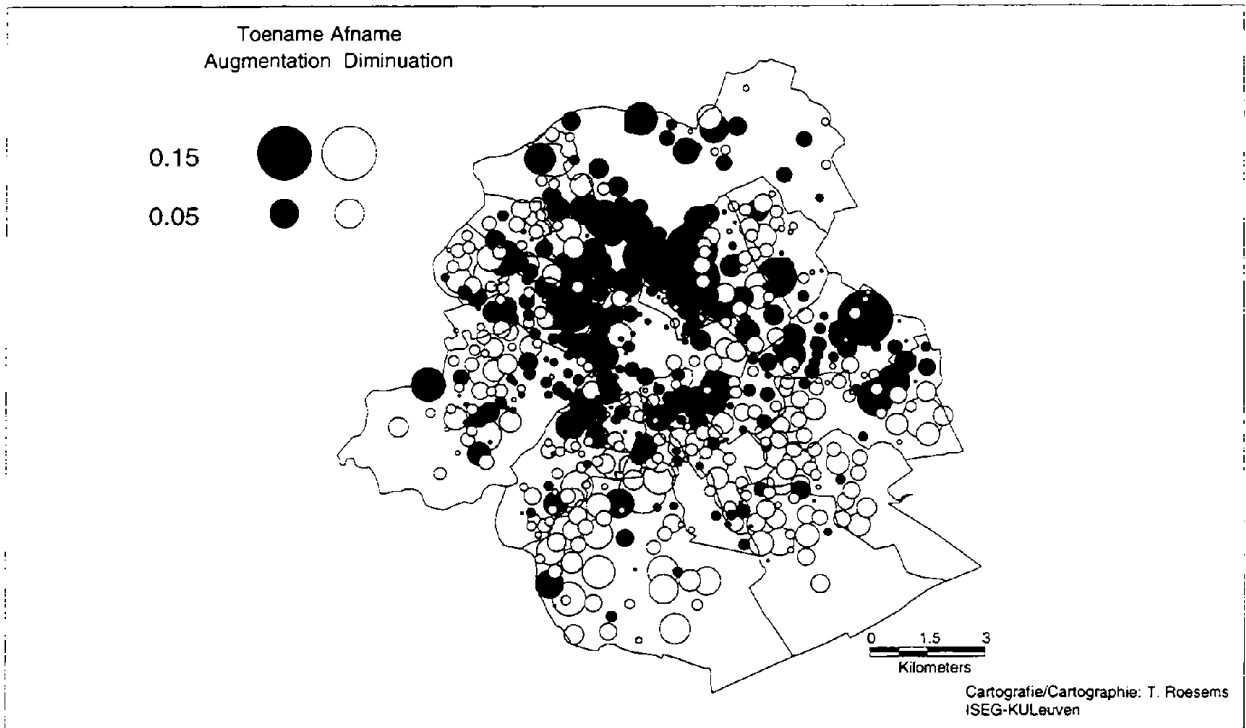 Toename Afname
Augmentation Diminuation
0.15
0.05
0 1.5 3
Kilometers
Cartografie/Cartographie: T. Roesems
ISEG-KULeuven